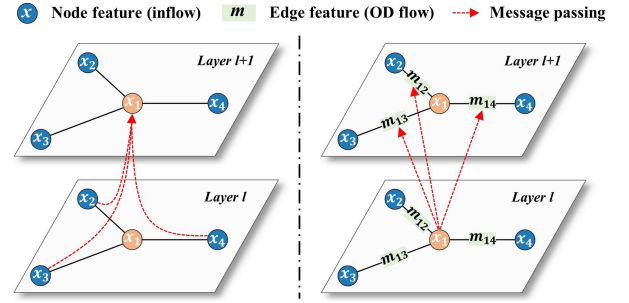 x Node feature (inflow) m Edge feature (OD flow) Message passing
Layer l+1
x2
x1
x4
x3
Layer l
x2
x1
x4
x3
Layer l+1
x2
m12
x1
m14
x4
m13
x3
Layer l
x2
m12
x1
m14
x4
m13
x3